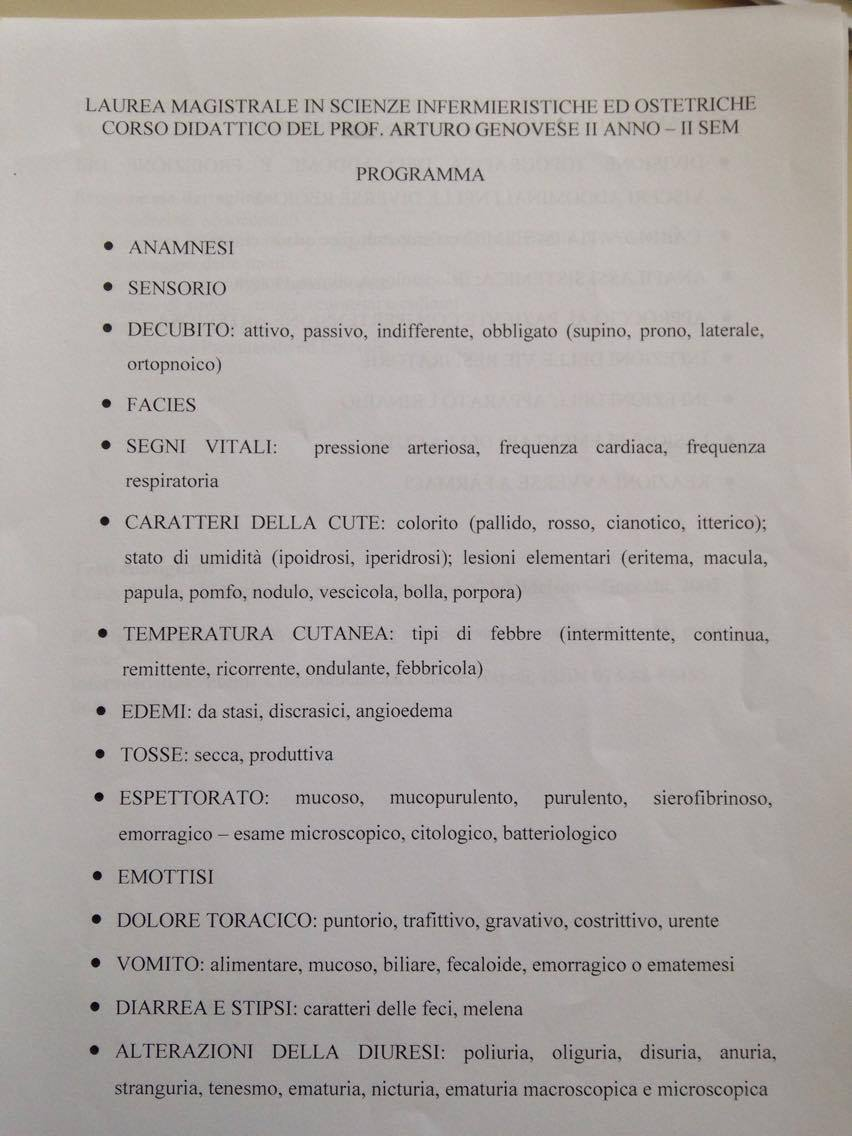 LAUREA MAGISTRALE IN SCIENZE INFERMIERISTICHE ED OSTETRICHE
CORSO DIDATTICO DEL PROF. ARTURO GENOVESE II ANNO – II SEM
PROGRAMMA
• ANAMNESI
• SENSORIO
• DECUBITO: attivo, passivo, indifferente, obbligato (supino, prono, laterale,
ortopnoico)
• FACIES
• SEGNI VITALI: pressione arteriosa, frequenza cardiaca, frequenza
respiratoria
• CARATTERI DELLA CUTE: colorito (pallido, rosso, cianotico, itterico);
stato di umidità (ipoidrosi, iperidrosi); lesioni elementari (eritema, macula,
papula, pomfo, nodulo, vescicola, bolla, porpora)
• TEMPERATURA CUTANEA: tipi di febbre (intermittente, continua,
remittente, ricorrente, ondulante, febbricola)
• EDEMI: da stasi, discrasici, angioedema
• TOSSE: secca, produttiva
• ESPETTORATO: mucoso, mucopurulento, purulento, sierofibrinoso,
emorragico – esame microscopico, citologico, batteriologico
• EMOTTISI
• DOLORE TORACICO: puntorio, trafittivo, gravativo, costrittivo, urente
• VOMITO: alimentare, mucoso, biliare, fecaloide, emorragico o ematemesi
• DIARREA E STIPSI: caratteri delle feci, melena
• ALTERAZIONI DELLA DIURESI: poliuria, oliguria, disuria, anuria,
stranguria, tenesmo, ematuria, nicturia, ematuria macroscopica e microscopica